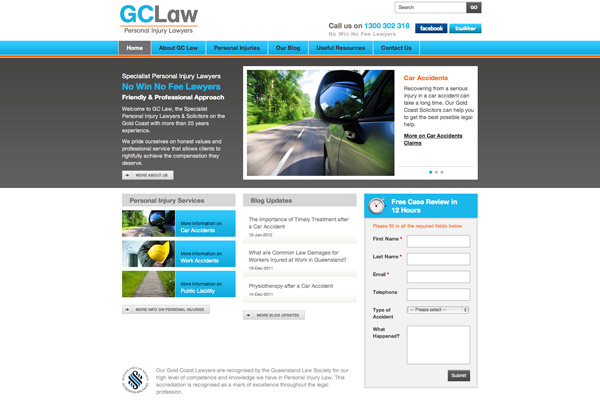 GCLaw
Personal Injury Lawyers
Search
GO
Call us on 1300 302 318
No Win No Fee Lawyers
facebook
twitter
Home
About GC Law
Personal Injuries
Our Blog
Useful Resources
Contact Us
Specialist Personal Injury Lawyers
No Win No Fee Lawyers
Friendly & Professional Approach
Welcome to GC Law, the Specialist
Personal Injury Lawyers & Solicitors on the
Gold Coast with more than 25 years
experience.
We pride ourselves on honest values and
professional service that allows clients to
rightfully achieve the compensation they
deserve.
MORE ABOUT US
Car Accidents
Recovering from a serious
injury in a car accident can
take a long time. Our Gold
Coast Solicitors can help you
to get the best possible legal
help.
More on Car Accidents
Claims
Personal Injury Services
More information on
Car Accidents
More information on
Work Accidents
More information on
Public Liability
MORE INFO ON PERSONAL INJURIES
Blog Updates
The Importance of Timely Treatment after
a Car Accident
12-Jan-2012
What are Common Law Damages for
Workers Injured at Work in Queensland?
19-Dec-2011
Physiotherapy after a Car Accident
14-Dec-2011
MORE BLOG UPDATES
Free Case Review in
12 Hours
Please fill in all the required fields below
First Name *
Last Name *
Email *
Telephone
Type of
Accident
-- Please select --
What
Happened?
Submit
Our Gold Coast Lawyers are recognised by the Queensland Law Society for our
high level of competence and knowledge we have in Personal Injury Law. This
accrediation is recognised as a mark of excellence throughout the legal
profession.